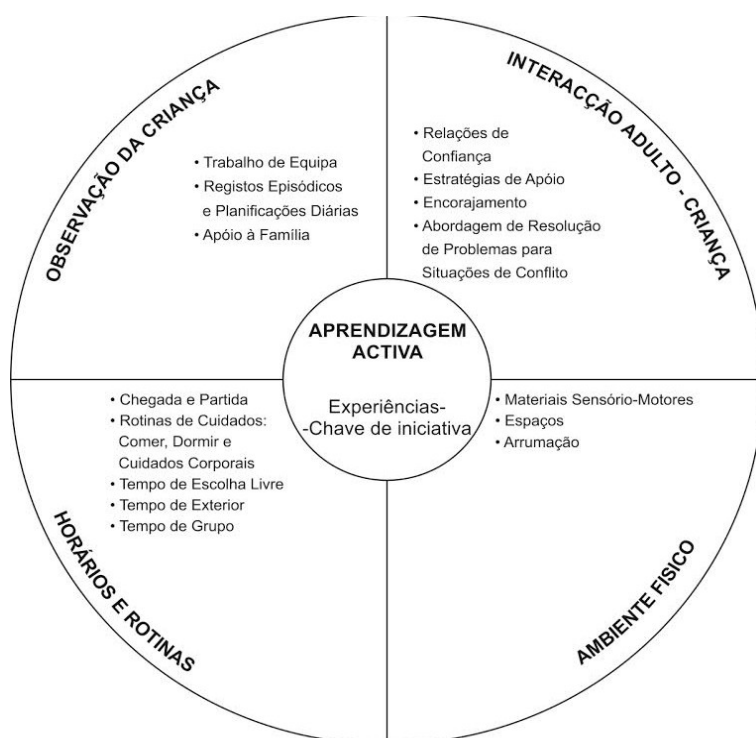 OBSERVAÇÃO DA CRIANÇA
• Trabalho de Equipa
• Registos Episódicos
e Planificações Diárias
• Apóio à Família
INTERACÇÃO ADULTO - CRIANÇA
• Relações de
Confiança
• Estratégias de Apóio
• Encorajamento
• Abordagem de Resolução
de Problemas para
Situações de Conflito
APRENDIZAGEM
ACTIVA
Experiências-
-Chave de iniciativa
• Chegada e Partida
• Rotinas de Cuidados:
Comer, Dormir e
Cuidados Corporais
• Tempo de Escolha Livre
• Tempo de Exterior
• Tempo de Grupo
HORÁRIOS E ROTINAS
• Materiais Sensório-Motores
• Espaços
• Arrumação
AMBIENTE FISICO